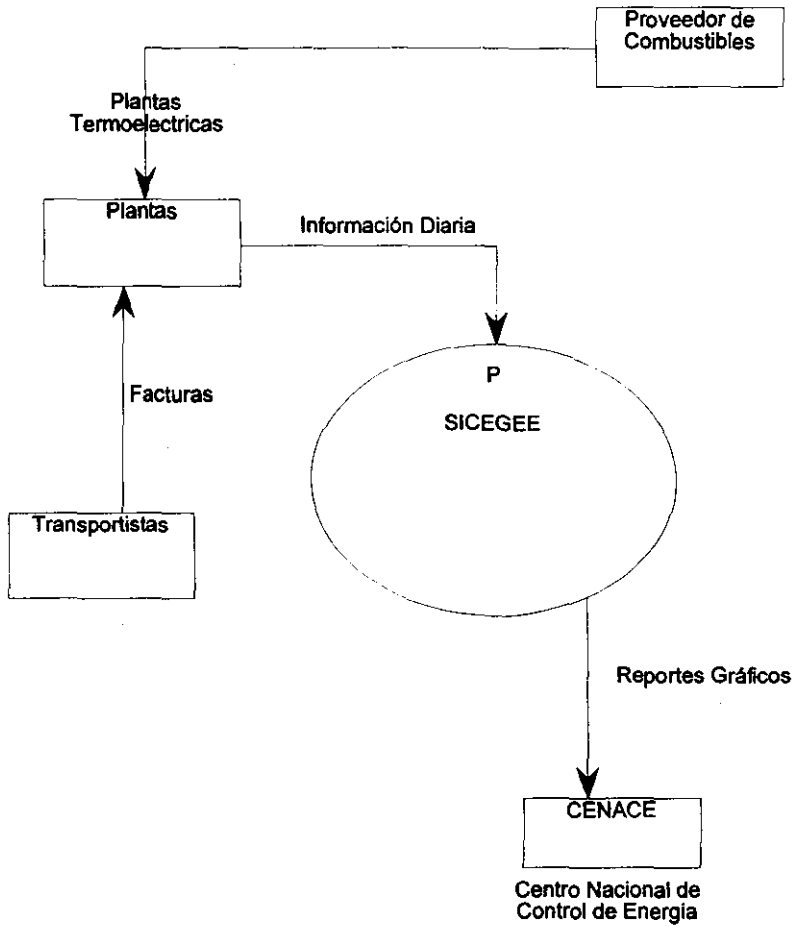 Proveedor de
Combustibles
Plantas
Termoelectricas
Plantas
Información Diaria
P
SICEGEE
Facturas
Transportistas
Reportes Gráficos
CENACE
Centro Nacional de
Control de Energia